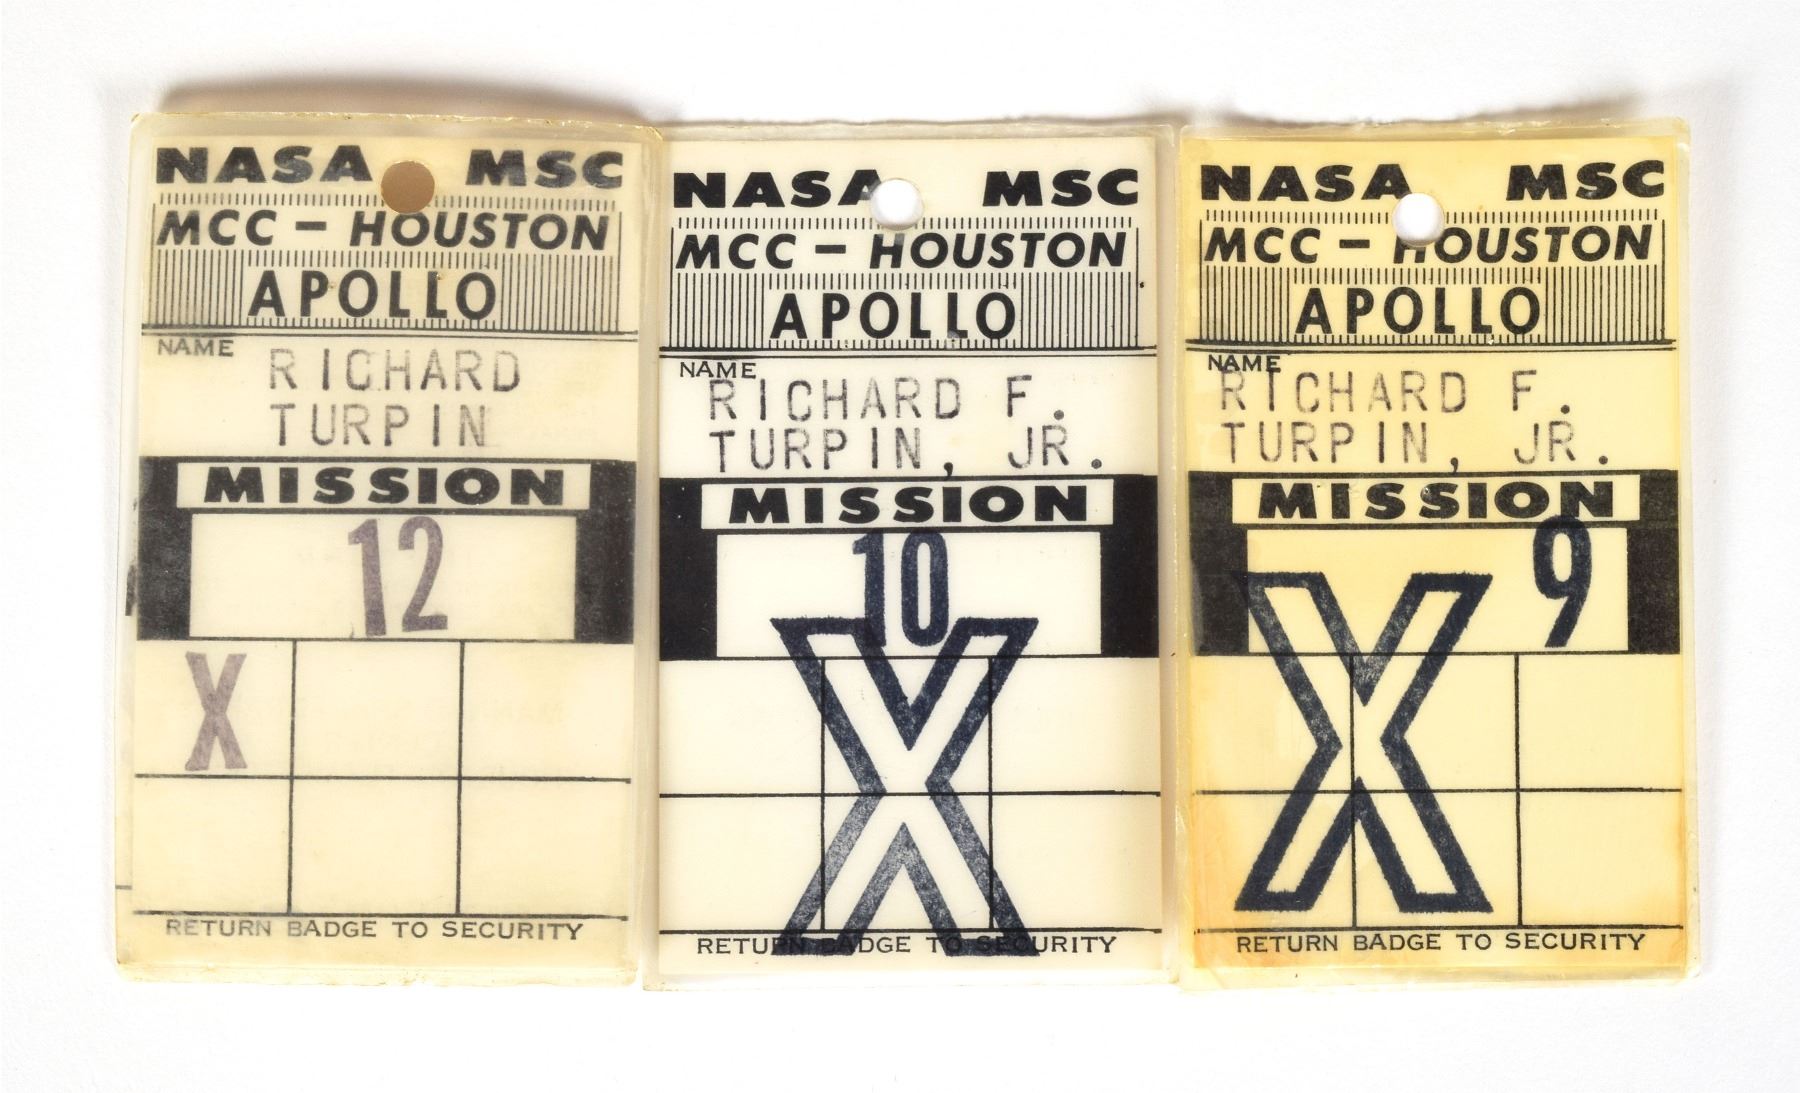 NASA MSC
MCC - HOUSTON
APOLLO
NAME
RICHARD
TURPIN
MISSION
12
X
RETURN BADGE TO SECURITY
NASA MSC
MCC - HOUSTON
APOLLO
NAME
RICHARD F.
TURPIN, JR.
MISSION
10
X
RETURN BADGE TO SECURITY
NASA MSC
MCC - HOUSTON
APOLLO
NAME
RICHARD F.
TURPIN, JR.
MISSION
9
X
RETURN BADGE TO SECURITY